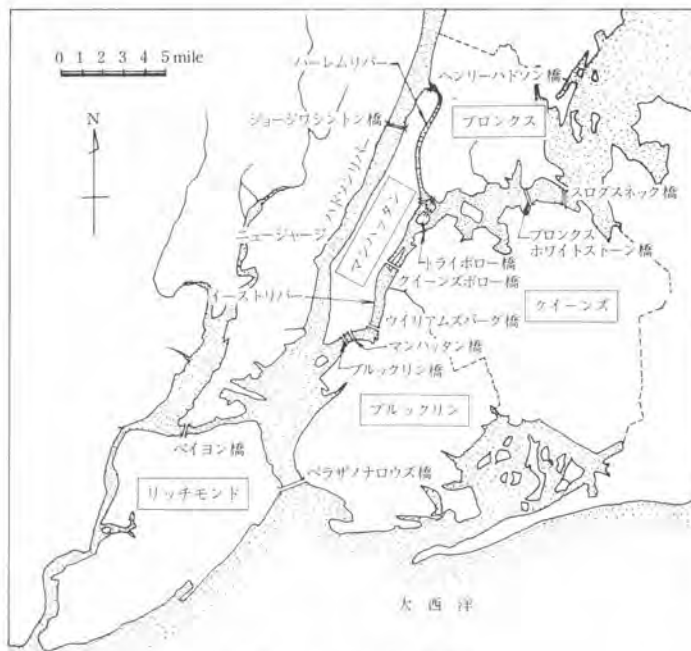 0 1 2 3 4 5 mile
N
ハーレムリバー
ヘンリーハドソン橋
ジョージワシントン橋
ブロンクス
ハドソンリバー
スログスネック橋
ニュージャージー
マンハッタン
ブロンクス
ホワイトストーン橋
トライボロー橋
クイーンズボロー橋
イーストリバー
クイーンズ
ウイリアムズバーグ橋
マンハッタン橋
ブルックリン橋
ブルックリン
ベイヨン橋
ベラザノナロウズ橋
リッチモンド
大西洋